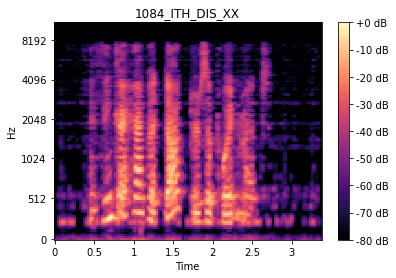 1084_ITH_DIS_XX
+0 dB
8192
-10 dB
4096
-20 dB
-30 dB
2048
Hz
-40 dB
1024
-50 dB
512
-60 dB
-70 dB
0
-80 dB
0 0.5 1 1.5 2 2.5 3
Time